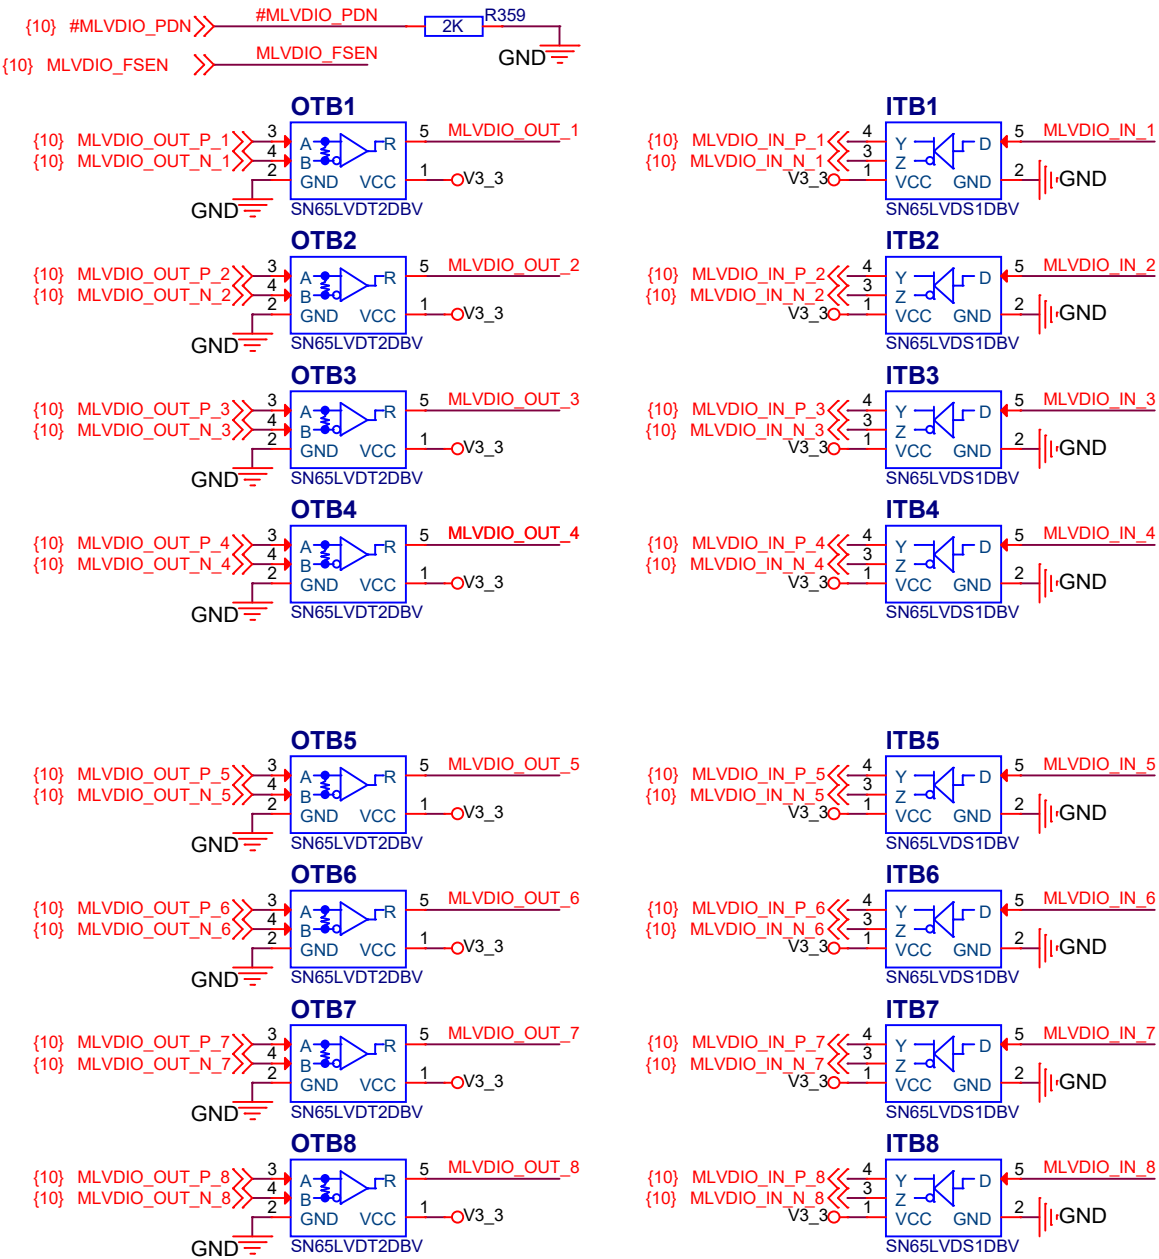 {10} #MLVDIO_PDN #MLVDIO_PDN 2K R359 GND
{10} MLVDIO_FSEN MLVDIO_FSEN
OTB1
{10} MLVDIO_OUT_P_1 3 A R 5 MLVDIO_OUT_1
{10} MLVDIO_OUT_N_1 4 B
2 GND VCC 1 V3_3
GND SN65LVDT2DBV
ITB1
{10} MLVDIO_IN_P_1 4 Y D 5 MLVDIO_IN_1
{10} MLVDIO_IN_N_1 3 Z
V3_3 1 VCC GND 2 GND
SN65LVDS1DBV
OTB2
{10} MLVDIO_OUT_P_2 3 A R 5 MLVDIO_OUT_2
{10} MLVDIO_OUT_N_2 4 B
2 GND VCC 1 V3_3
GND SN65LVDT2DBV
ITB2
{10} MLVDIO_IN_P_2 4 Y D 5 MLVDIO_IN_2
{10} MLVDIO_IN_N_2 3 Z
V3_3 1 VCC GND 2 GND
SN65LVDS1DBV
OTB3
{10} MLVDIO_OUT_P_3 3 A R 5 MLVDIO_OUT_3
{10} MLVDIO_OUT_N_3 4 B
2 GND VCC 1 V3_3
GND SN65LVDT2DBV
ITB3
{10} MLVDIO_IN_P_3 4 Y D 5 MLVDIO_IN_3
{10} MLVDIO_IN_N_3 3 Z
V3_3 1 VCC GND 2 GND
SN65LVDS1DBV
OTB4
{10} MLVDIO_OUT_P_4 3 A R 5 MLVDIO_OUT_4
{10} MLVDIO_OUT_N_4 4 B
2 GND VCC 1 V3_3
GND SN65LVDT2DBV
ITB4
{10} MLVDIO_IN_P_4 4 Y D 5 MLVDIO_IN_4
{10} MLVDIO_IN_N_4 3 Z
V3_3 1 VCC GND 2 GND
SN65LVDS1DBV
OTB5
{10} MLVDIO_OUT_P_5 3 A R 5 MLVDIO_OUT_5
{10} MLVDIO_OUT_N_5 4 B
2 GND VCC 1 V3_3
GND SN65LVDT2DBV
ITB5
{10} MLVDIO_IN_P_5 4 Y D 5 MLVDIO_IN_5
{10} MLVDIO_IN_N_5 3 Z
V3_3 1 VCC GND 2 GND
SN65LVDS1DBV
OTB6
{10} MLVDIO_OUT_P_6 3 A R 5 MLVDIO_OUT_6
{10} MLVDIO_OUT_N_6 4 B
2 GND VCC 1 V3_3
GND SN65LVDT2DBV
ITB6
{10} MLVDIO_IN_P_6 4 Y D 5 MLVDIO_IN_6
{10} MLVDIO_IN_N_6 3 Z
V3_3 1 VCC GND 2 GND
SN65LVDS1DBV
OTB7
{10} MLVDIO_OUT_P_7 3 A R 5 MLVDIO_OUT_7
{10} MLVDIO_OUT_N_7 4 B
2 GND VCC 1 V3_3
GND SN65LVDT2DBV
ITB7
{10} MLVDIO_IN_P_7 4 Y D 5 MLVDIO_IN_7
{10} MLVDIO_IN_N_7 3 Z
V3_3 1 VCC GND 2 GND
SN65LVDS1DBV
OTB8
{10} MLVDIO_OUT_P_8 3 A R 5 MLVDIO_OUT_8
{10} MLVDIO_OUT_N_8 4 B
2 GND VCC 1 V3_3
GND SN65LVDT2DBV
ITB8
{10} MLVDIO_IN_P_8 4 Y D 5 MLVDIO_IN_8
{10} MLVDIO_IN_N_8 3 Z
V3_3 1 VCC GND 2 GND
SN65LVDS1DBV